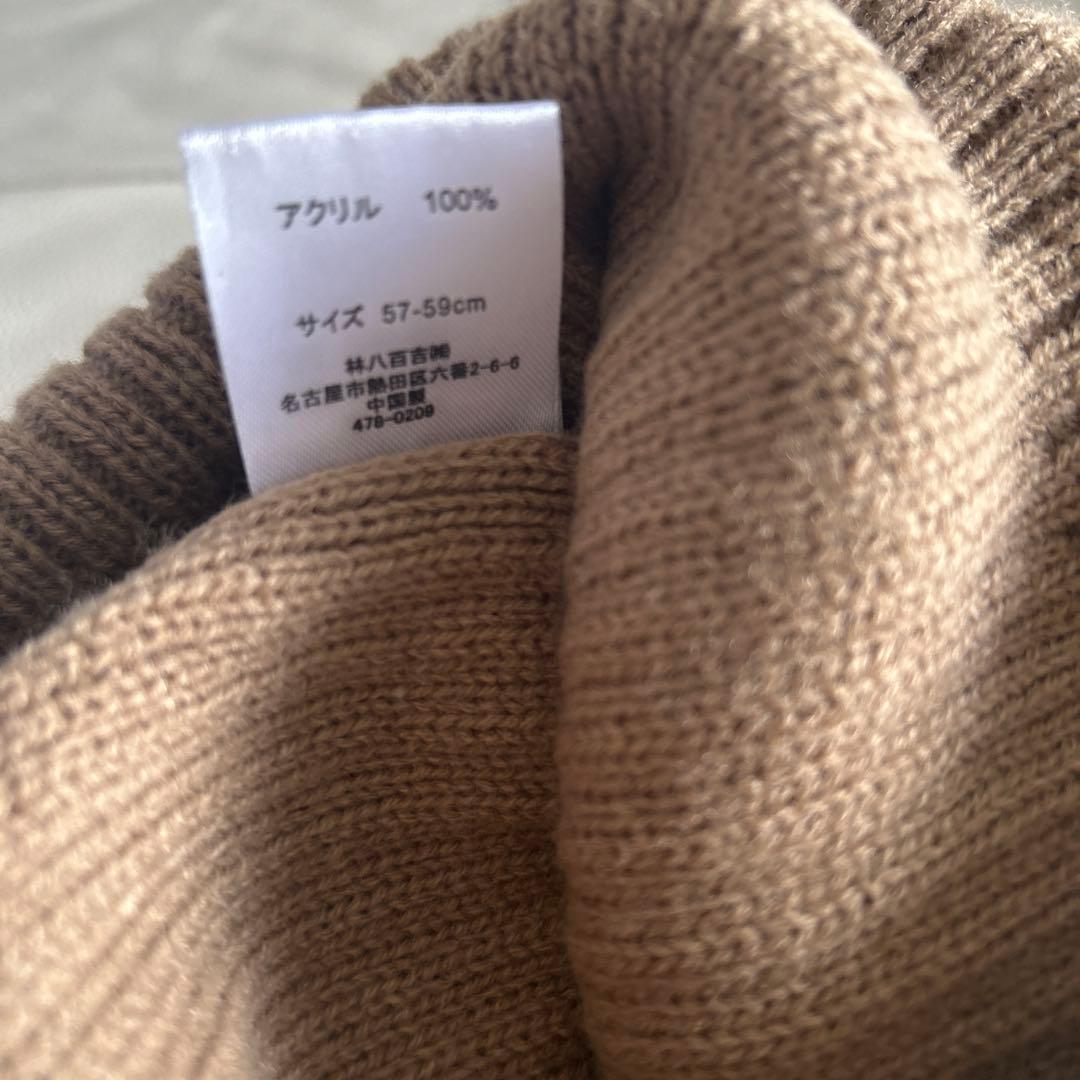 アクリル 100%
サイズ 57-59cm
林八百吉㈱
名古屋市熱田区六番2-6-6
中国製
47B-0209